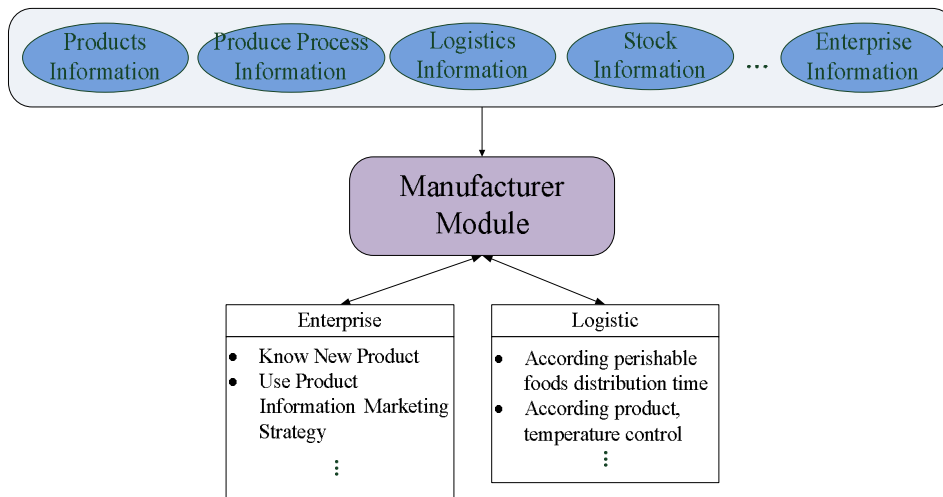 Products
Information
Produce Process
Information
Logistics
Information
Stock
Information
...
Enterprise
Information
Manufacturer
Module
Enterprise
● Know New Product
● Use Product
Information Marketing
Strategy
⋮
Logistic
● According perishable
foods distribution time
● According product,
temperature control
⋮